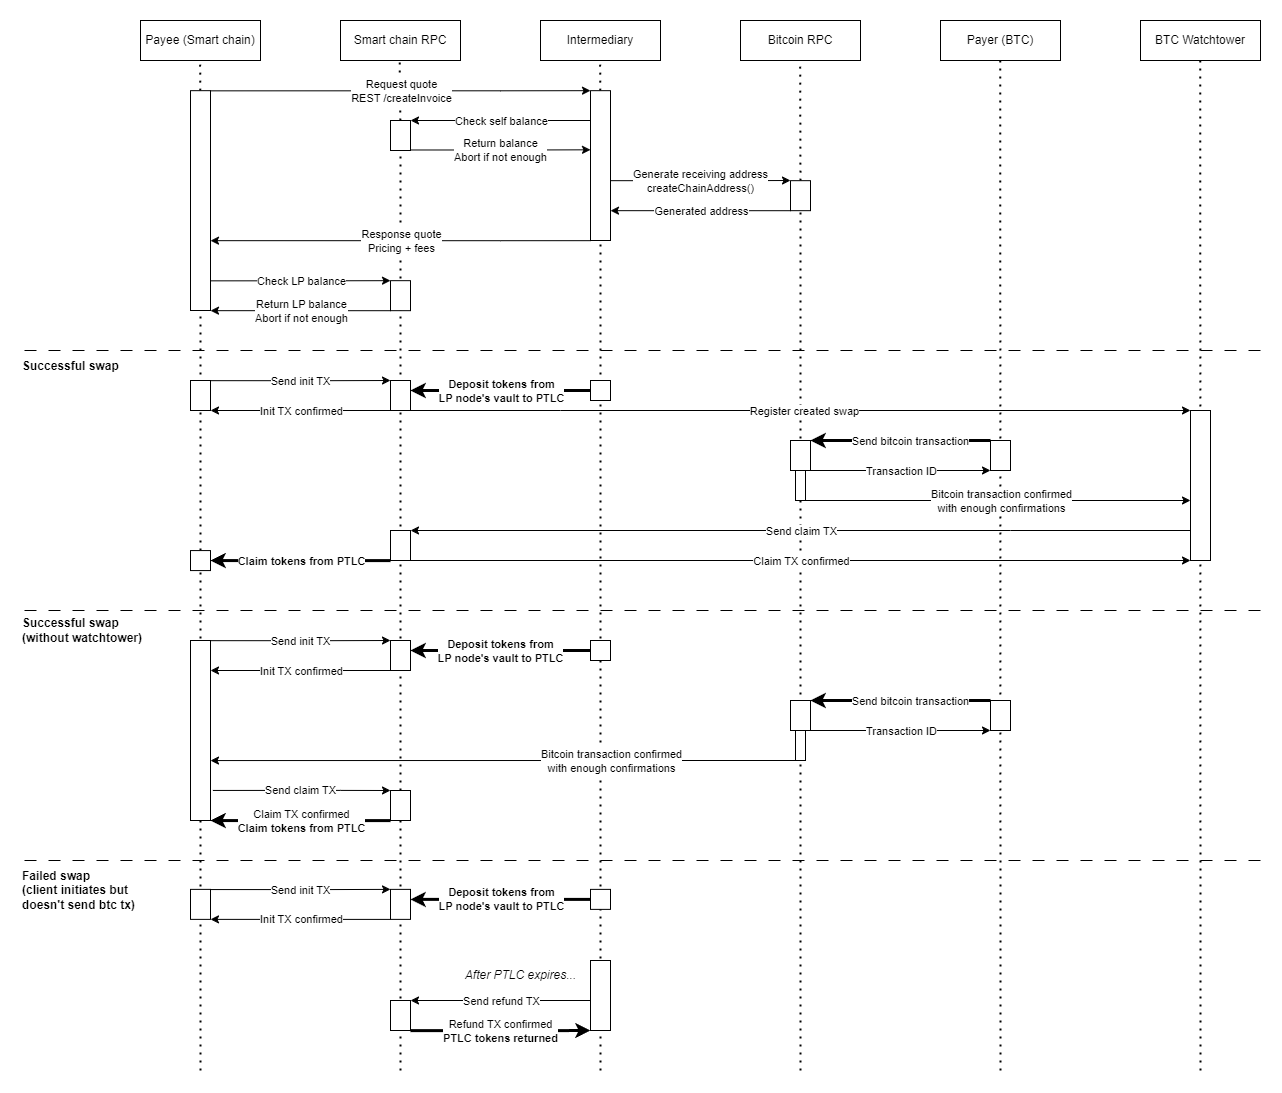 Payee (Smart chain)
Smart chain RPC
Intermediary
Bitcoin RPC
Payer (BTC)
BTC Watchtower
Request quote
REST /createInvoice
Check self balance
Return balance
Abort if not enough
Generate receiving address
createChainAddress()
Generated address
Response quote
Pricing + fees
Check LP balance
Return LP balance
Abort if not enough
Successful swap
Send init TX
Deposit tokens from
LP node's vault to PTLC
Init TX confirmed
Register created swap
Send bitcoin transaction
Transaction ID
Bitcoin transaction confirmed
with enough confirmations
Send claim TX
Claim tokens from PTLC
Claim TX confirmed
Successful swap
(without watchtower)
Send init TX
Deposit tokens from
LP node's vault to PTLC
Init TX confirmed
Send bitcoin transaction
Transaction ID
Bitcoin transaction confirmed
with enough confirmations
Send claim TX
Claim TX confirmed
Claim tokens from PTLC
Failed swap
(client initiates but
doesn't send btc tx)
Send init TX
Deposit tokens from
LP node's vault to PTLC
Init TX confirmed
After PTLC expires...
Send refund TX
Refund TX confirmed
PTLC tokens returned